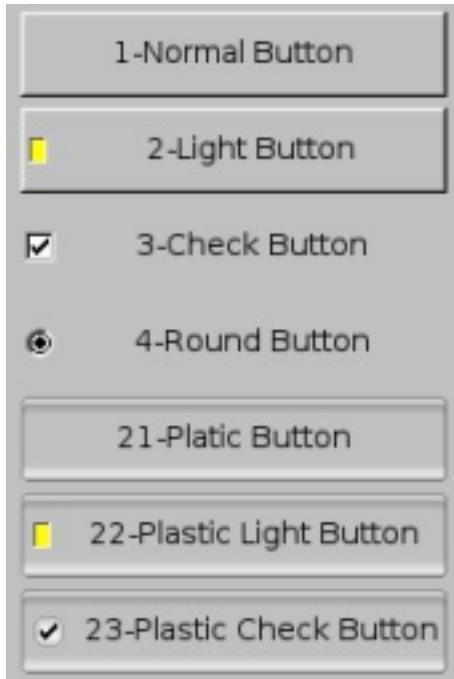 1-Normal Button
2-Light Button
3-Check Button
4-Round Button
21-Platic Button
22-Plastic Light Button
23-Plastic Check Button